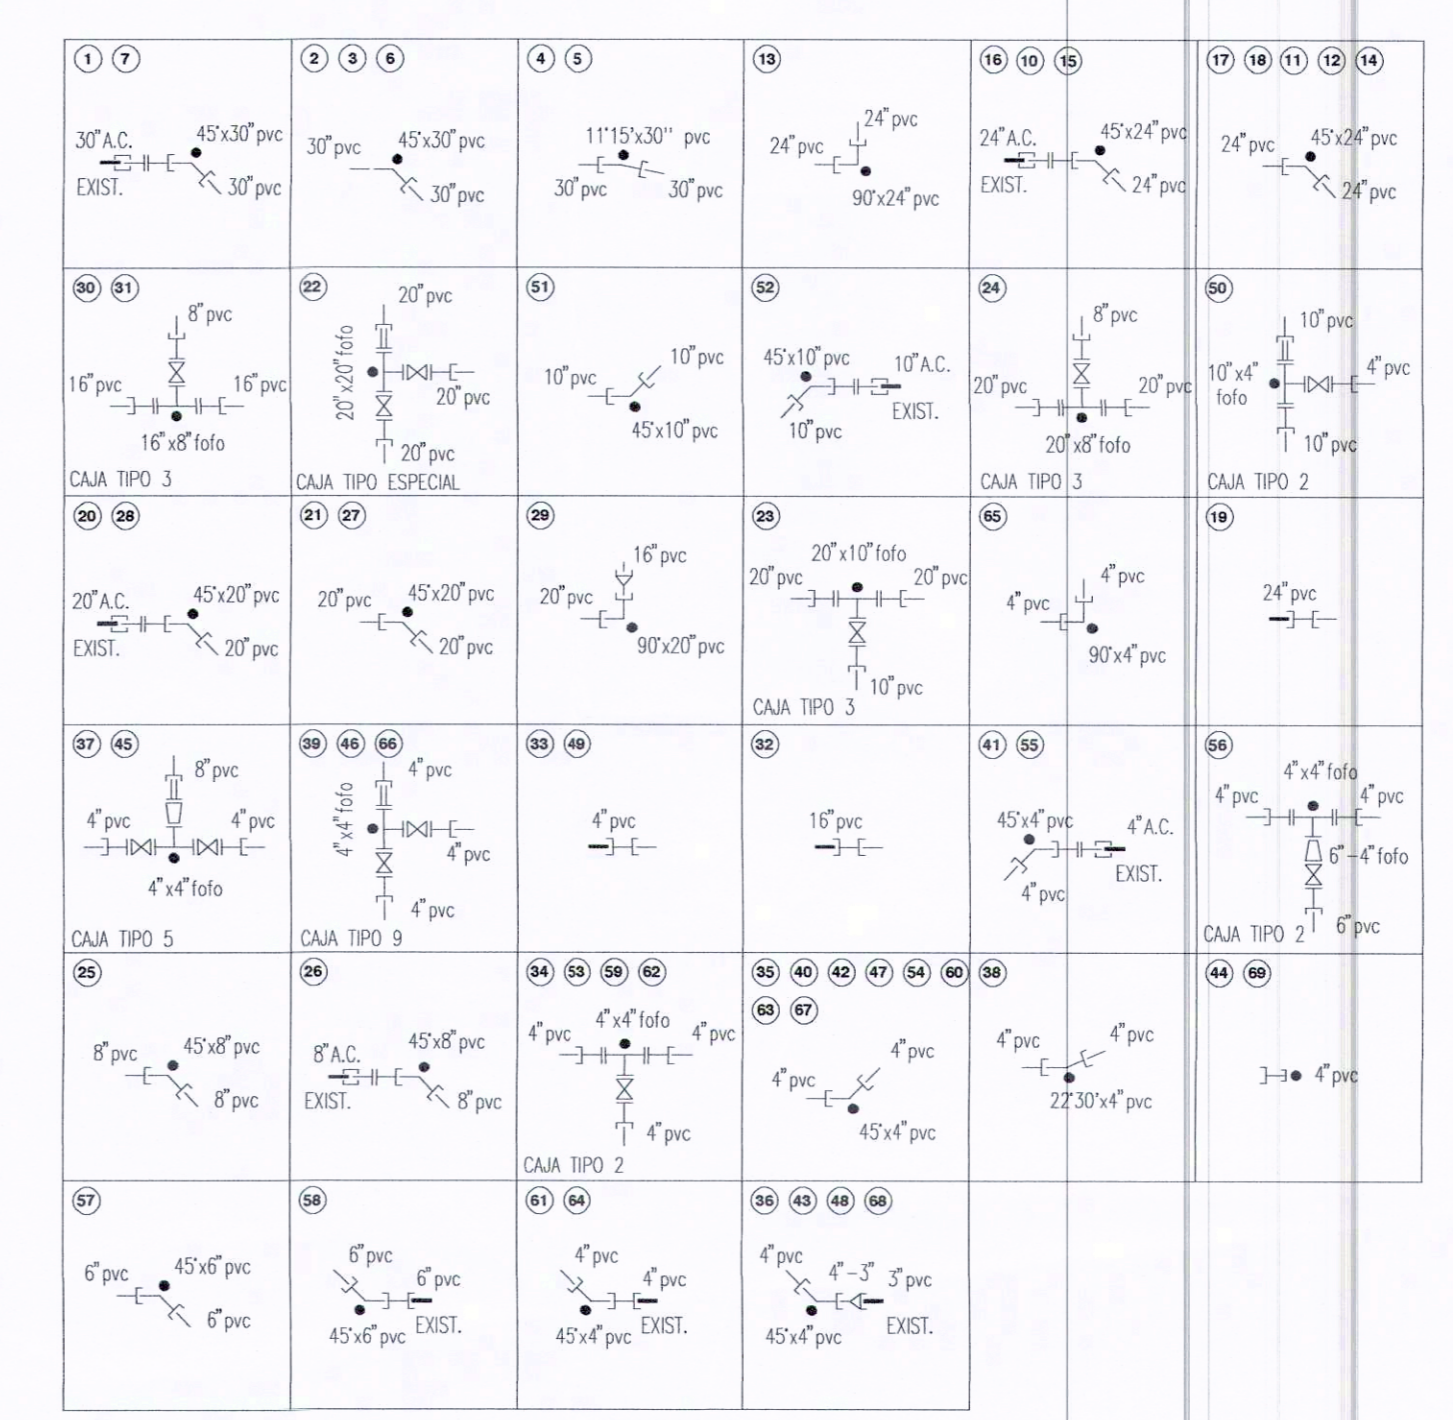 1 7
30"A.C.
45°x30"pvc
EXIST.
30"pvc
2 3 6
30"pvc
45°x30"pvc
30"pvc
4 5
11°15'x30'' pvc
30"pvc
30"pvc
13
24"pvc
24"pvc
90°x24"pvc
16 10 15
24"A.C.
45°x24"pvc
EXIST.
24"pvc
17 18 11 12 14
24"pvc
45°x24"pvc
24"pvc
30 31
8"pvc
16"pvc
16"pvc
16"x8"fofo
CAJA TIPO 3
22
20"pvc
20"x20"fofo
20"pvc
20"pvc
CAJA TIPO ESPECIAL
51
10"pvc
10"pvc
45°x10"pvc
52
45°x10"pvc
10"A.C.
EXIST.
10"pvc
24
8"pvc
20"pvc
20"pvc
20"x8"fofo
CAJA TIPO 3
50
10"pvc
10"x4"
fofo
4"pvc
10"pvc
CAJA TIPO 2
20 28
20"A.C.
45°x20"pvc
EXIST.
20"pvc
21 27
20"pvc
45°x20"pvc
20"pvc
29
16"pvc
20"pvc
90°x20"pvc
23
20"x10"fofo
20"pvc
20"pvc
10"pvc
CAJA TIPO 3
65
4"pvc
4"pvc
90°x4"pvc
19
24"pvc
37 45
8"pvc
4"pvc
4"pvc
4"x4"fofo
CAJA TIPO 5
39 46 66
4"pvc
4"x4"fofo
4"pvc
4"pvc
CAJA TIPO 9
33 49
4"pvc
32
16"pvc
41 55
45°x4"pvc
4"A.C.
EXIST.
4"pvc
56
4"x4"fofo
4"pvc
4"pvc
6"-4"fofo
6"pvc
CAJA TIPO 2
25
8"pvc
45°x8"pvc
8"pvc
26
8"A.C.
45°x8"pvc
EXIST.
8"pvc
34 53 59 62
4"x4"fofo
4"pvc
4"pvc
4"pvc
CAJA TIPO 2
35 40 42 47 54 60
63 67
4"pvc
4"pvc
45°x4"pvc
38
4"pvc
4"pvc
22°30'x4"pvc
44 69
4"pvc
57
6"pvc
45°x6"pvc
6"pvc
58
6"pvc
6"pvc
45°x6"pvc
EXIST.
61 64
4"pvc
4"pvc
45°x4"pvc
EXIST.
36 43 48 68
4"pvc
4"-3"
3"pvc
45°x4"pvc
EXIST.